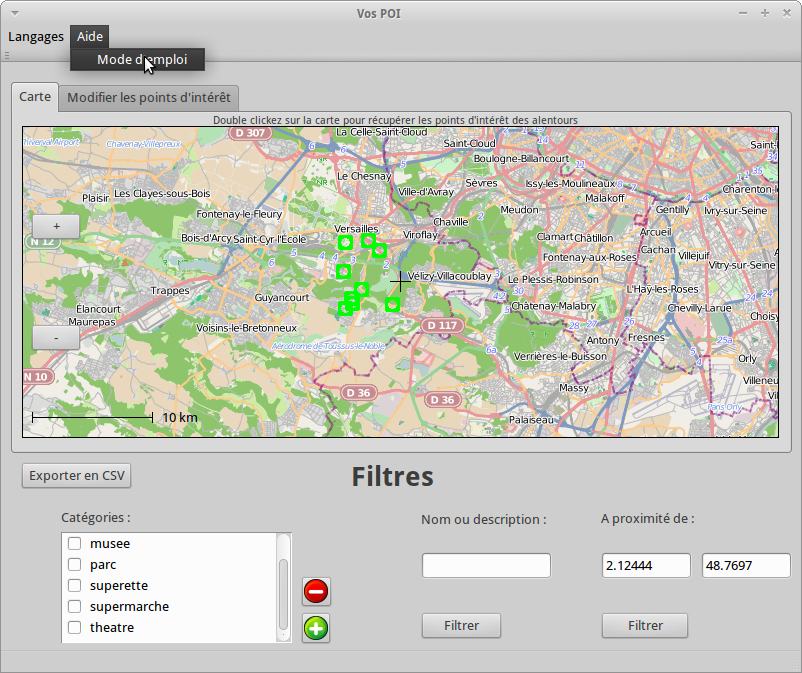 Vos POI
Langages Aide
Mode d'emploi
Carte Modifier les points d'intérêt
Double clickez sur la carte pour récupérer les points d'intérêt des alentours
D 307
La Celle-Saint-Cloud
Saint-Cloud
Chavenay-Villepreux
Boulogne-Billancourt
Le Chesnay
Sèvres
Issy-les-Moulineaux
Ville-d'Avray
Charenton-l
Plaisir
Les Clayes-sous-Bois
Malakoff
Meudon
Gentilly
Ivry-sur-Seine
Fontenay-le-Fleury
Chaville
+
Versailles
Viroflay
Arcueil
N 12
Bois-d'Arcy
Saint-Cyr-l'École
Clamart
Châtillon
Cachan
Villejuif
Fontenay-aux-Roses
Vitry-sur-Seine
Vélizy-Villacoublay
Le Plessis-Robinson
Trappes
L'Haÿ-les-Roses
Guyancourt
Élancourt
Châtenay-Malabry
Chevilly-Larue
Choisy
Maurepas
Voisins-le-Bretonneux
D 117
-
Aérodrome de Toussus-le-Noble
Antony
Fresnes
Verrières-le-Buisson
Orly
N 10
Massy
Villeneu
D 36
D 36
Paris-Orly
10 km
Palaiseau
Exporter en CSV
Filtres
Catégories :
Nom ou description :
A proximité de :
musee
parc
2.12444 48.7697
superette
supermarche
theatre
Filtrer
Filtrer